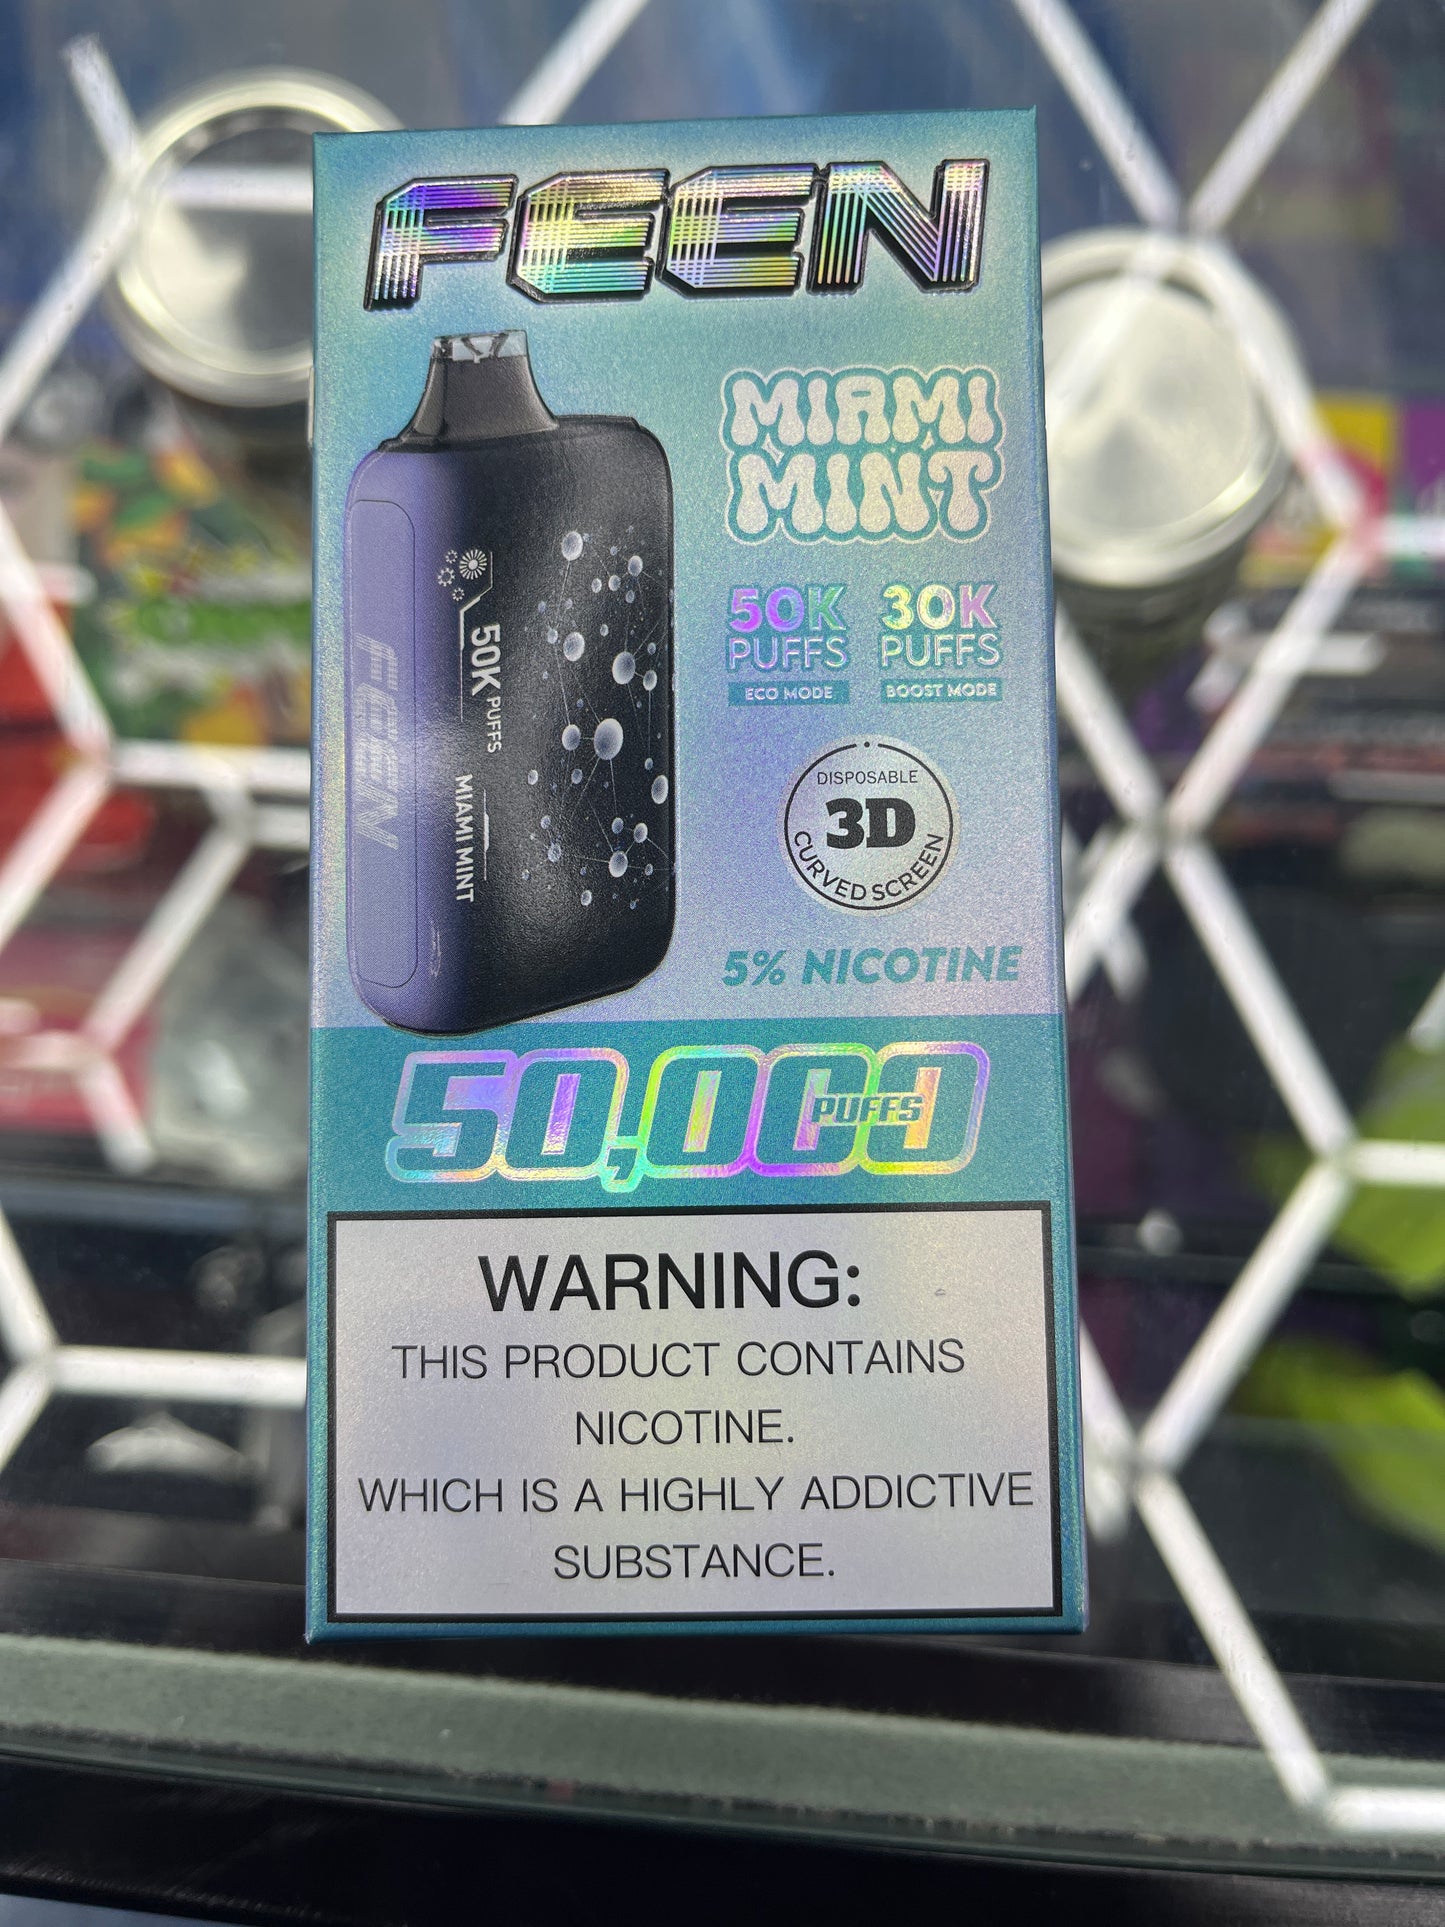 FEEN
MIAMI
MINT
50K
PUFFS
ECO MODE
30K
PUFFS
BOOST MODE
FEEN
50K PUFFS
MIAMI MINT
DISPOSABLE
3D
CURVED SCREEN
5% NICOTINE
50,000
PUFFS
WARNING:
THIS PRODUCT CONTAINS
NICOTINE.
WHICH IS A HIGHLY ADDICTIVE
SUBSTANCE.